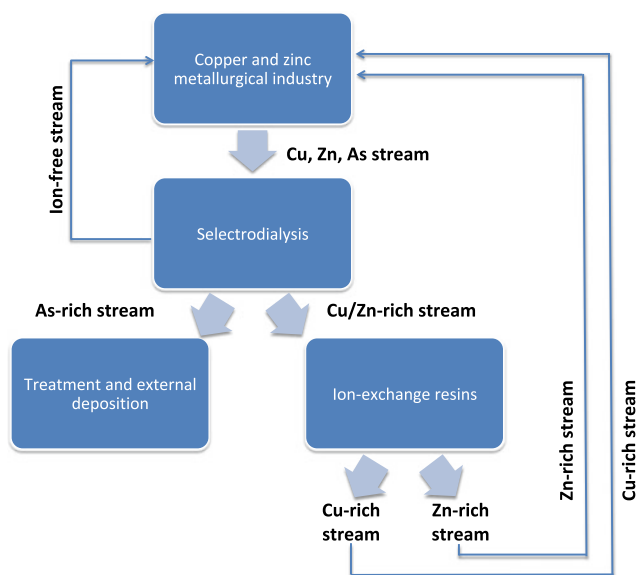 Copper and zinc
metallurgical industry
Ion-free stream
Cu, Zn, As stream
Selectrodialysis
As-rich stream
Cu/Zn-rich stream
Treatment and external
deposition
Ion-exchange resins
Zn-rich stream
Cu-rich stream
Cu-rich
stream
Zn-rich
stream